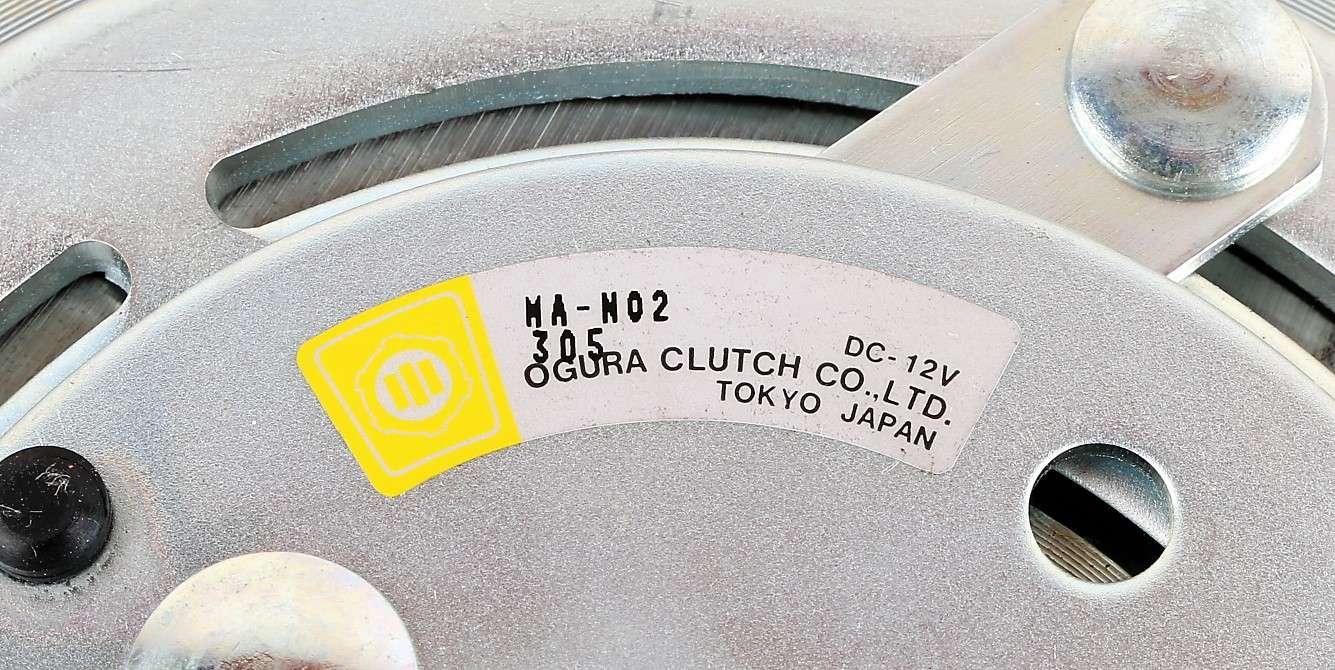 MA-N02
305
DC-12V
OGURA CLUTCH CO.,LTD.
TOKYO JAPAN